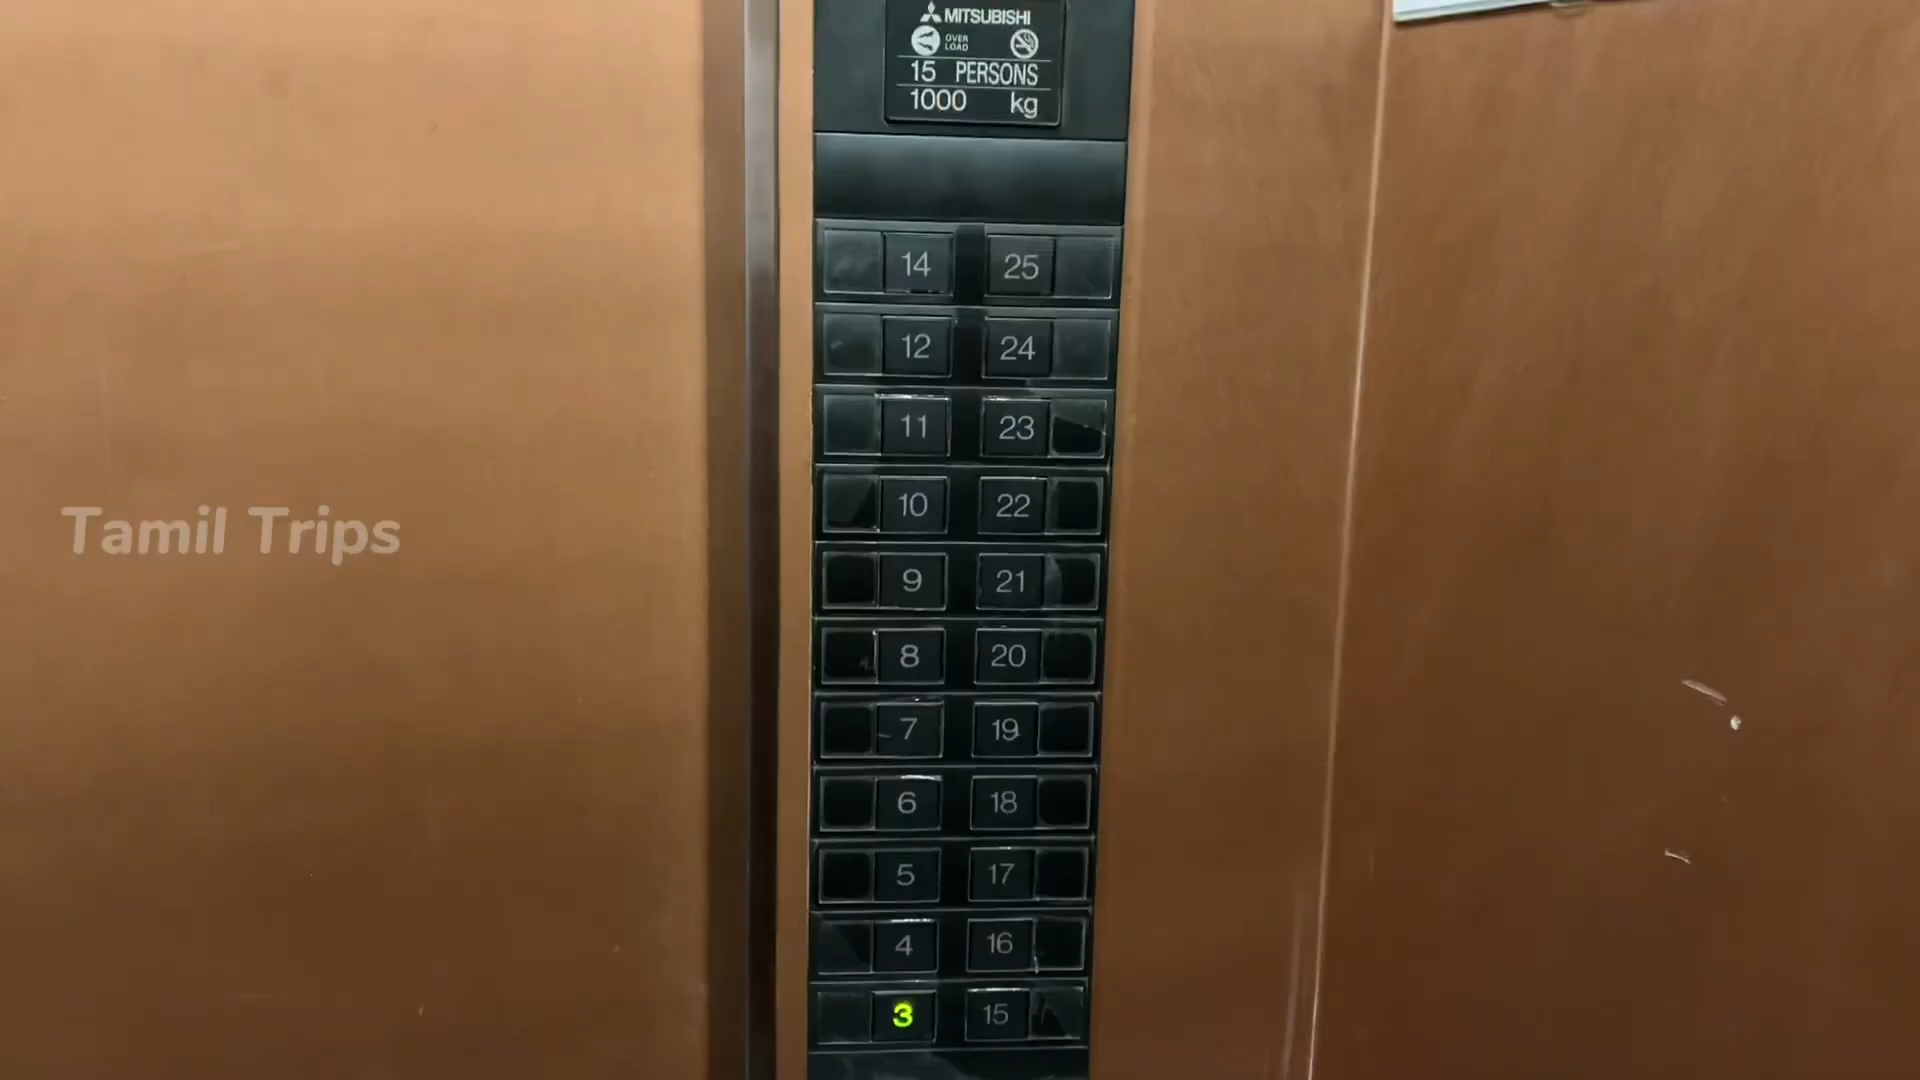 MITSUBISHI
OVER
LOAD
15 PERSONS
1000 kg
14 25
12 24
11 23
10 22
9 21
8 20
7 19
6 18
5 17
4 16
3 15
Tamil Trips